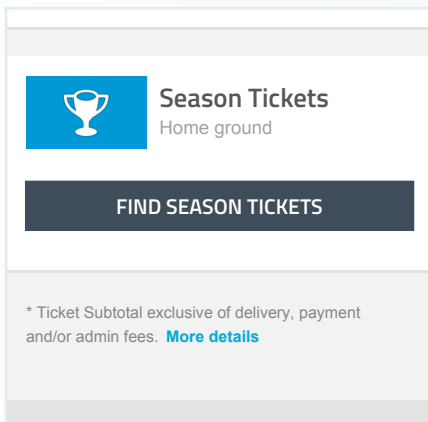 Season Tickets
Home ground
FIND SEASON TICKETS
* Ticket Subtotal exclusive of delivery, payment
and/or admin fees. More details